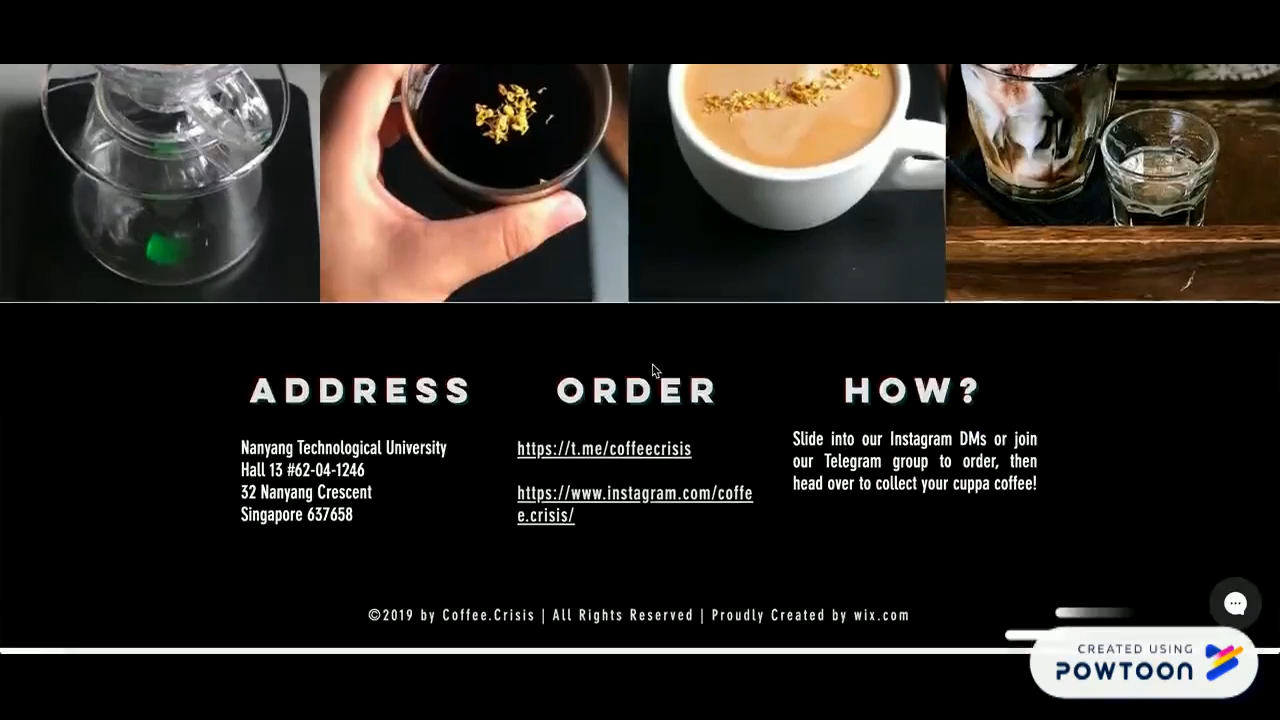 ADDRESS
Nanyang Technological University
Hall 13 #62-04-1246
32 Nanyang Crescent
Singapore 637658
ORDER
https://t.me/coffeecrisis
https://www.instagram.com/coffe
e.crisis/
HOW?
Slide into our Instagram DMs or join
our Telegram group to order, then
head over to collect your cuppa coffee!
©2019 by Coffee.Crisis | All Rights Reserved | Proudly Created by wix.com
CREATED USING
POWTOON